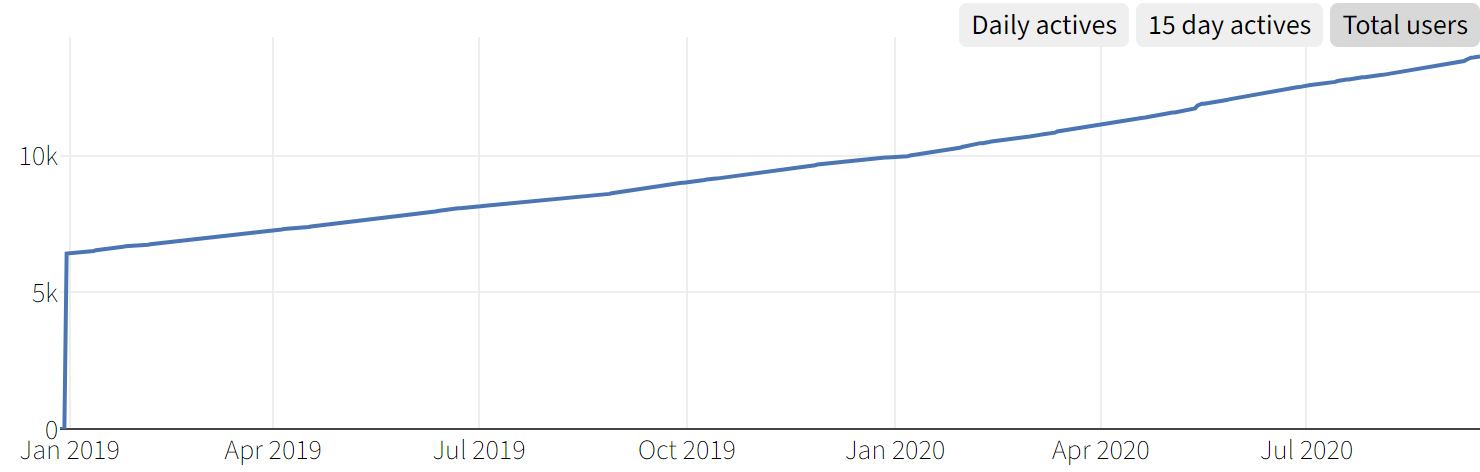 Daily actives 15 day actives Total users
10k
5k
0
Jan 2019 Apr 2019 Jul 2019 Oct 2019 Jan 2020 Apr 2020 Jul 2020